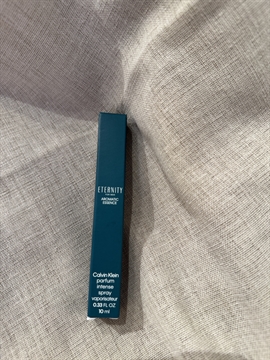 ETERNITY
FOR MEN
AROMATIC
ESSENCE
Calvin Klein
parfum
intense
spray
vaporisateur
0.33 FL OZ
10 ml